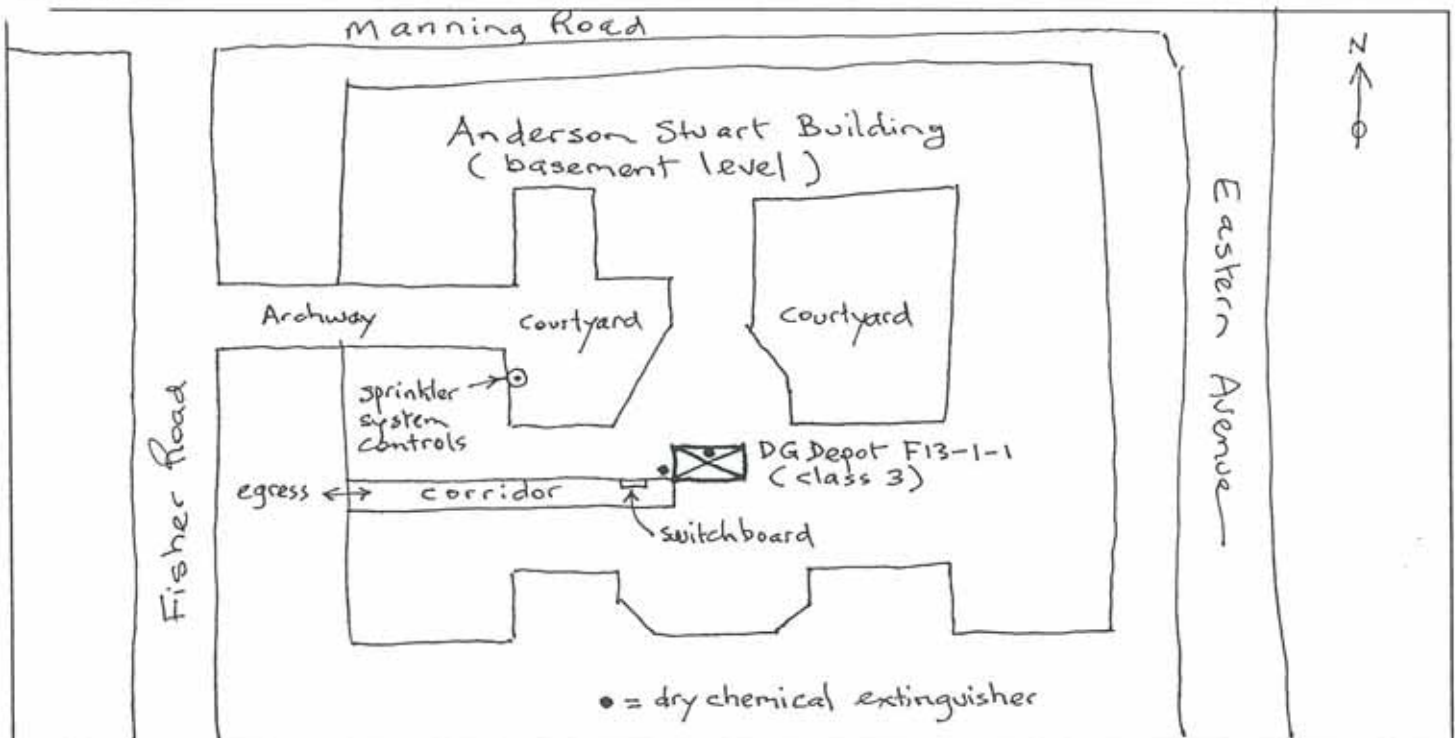 Manning Road
N
Anderson Stuart Building
(basement level)
Eastern Avenue
Archway
Courtyard
Courtyard
sprinkler
system
controls
Fisher Road
DG Depot F13-1-1
(class 3)
egress
corridor
switchboard
• = dry chemical extinguisher